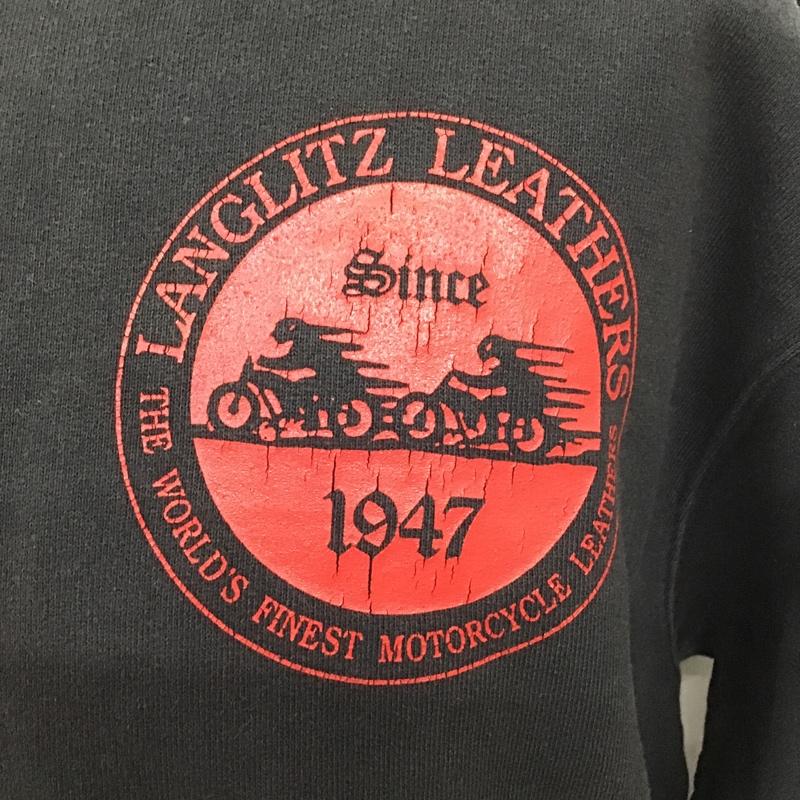 LANGLITZ LEATHERS
Since
1947
THE WORLD'S FINEST MOTORCYCLE LEATHERS